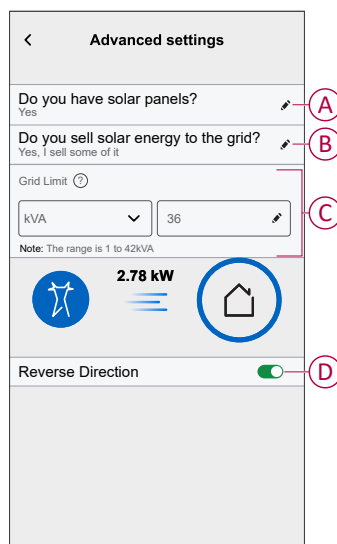 Advanced settings
Do you have solar panels?
Yes
A
Do you sell solar energy to the grid?
Yes, I sell some of it
B
Grid Limit ?
kVA 36
C
Note: The range is 1 to 42kVA
2.78 kW
Reverse Direction
D